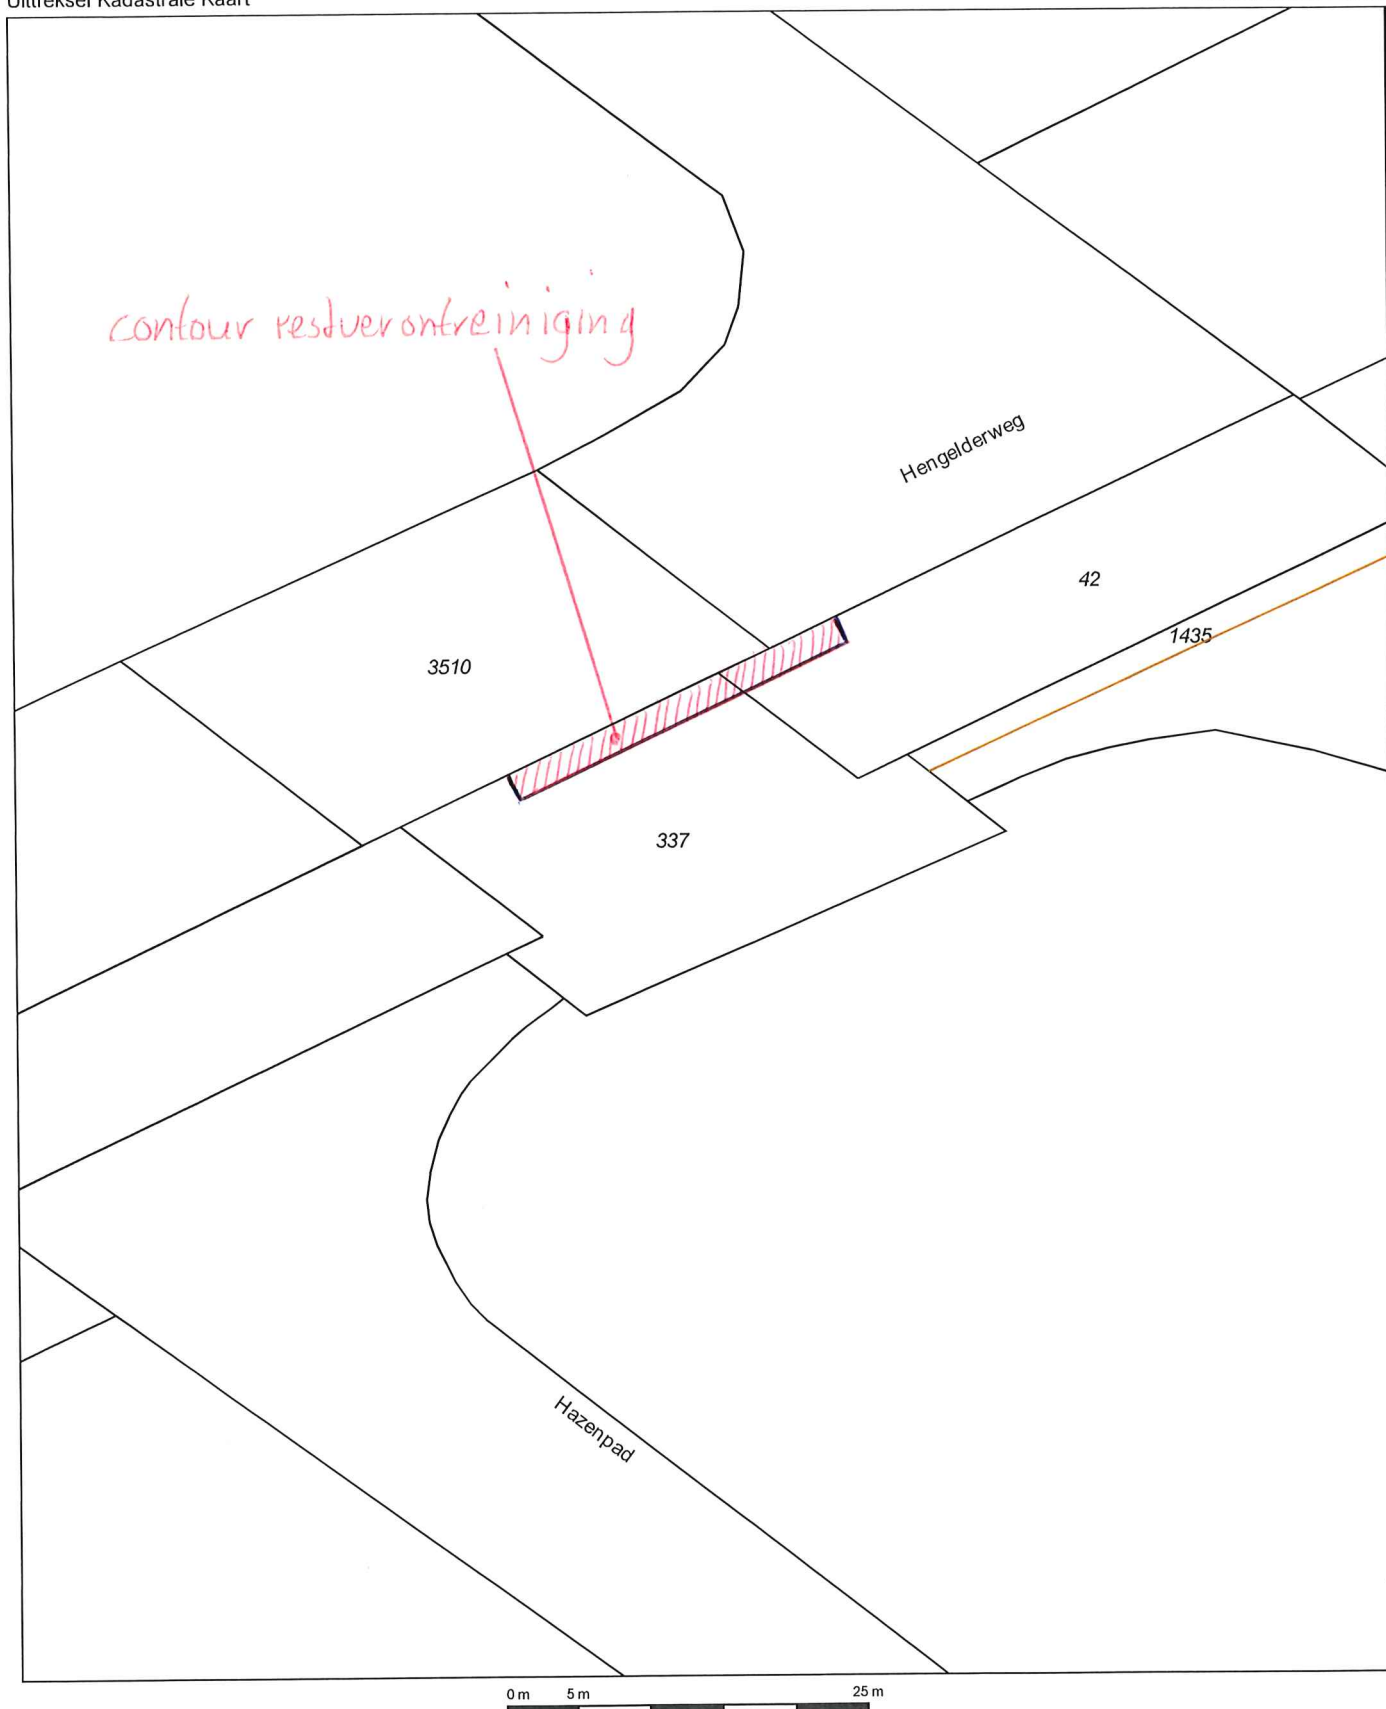 Uittreksel Kadastrale Kaart
contour restverontreiniging
Hengelderweg
42
1435
3510
337
Hazenpad
0 m 5 m 25 m